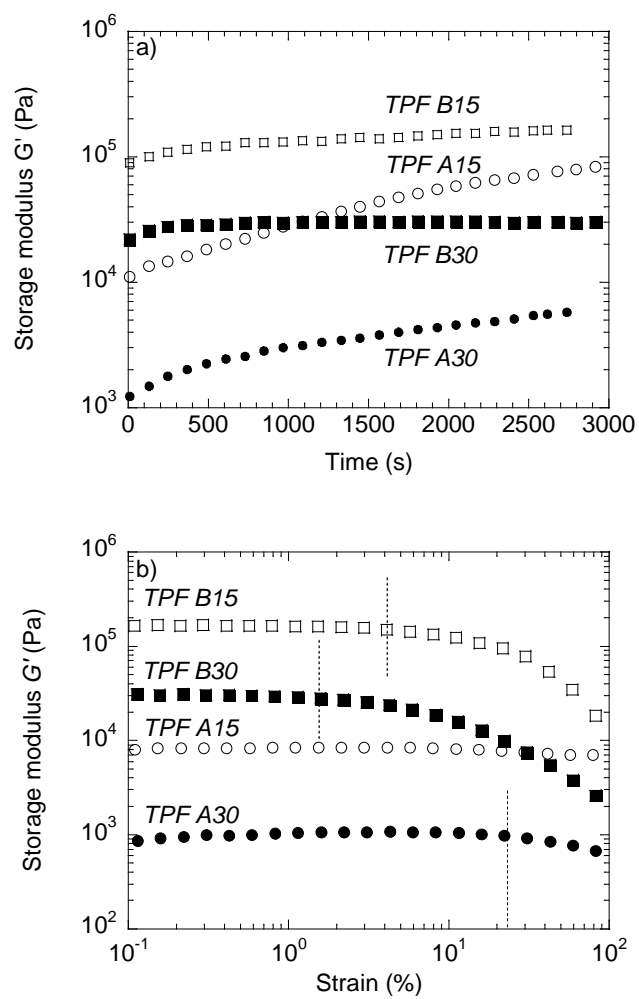 10^6
a)
Storage modulus G' (Pa)
TPF B15
10^5
TPF A15
TPF B30
10^4
TPF A30
10^3
0 500 1000 1500 2000 2500 3000
Time (s)
10^6
b)
Storage modulus G' (Pa)
TPF B15
10^5
TPF B30
10^4
TPF A15
TPF A30
10^3
10^2
10^-1 10^0 10^1 10^2
Strain (%)